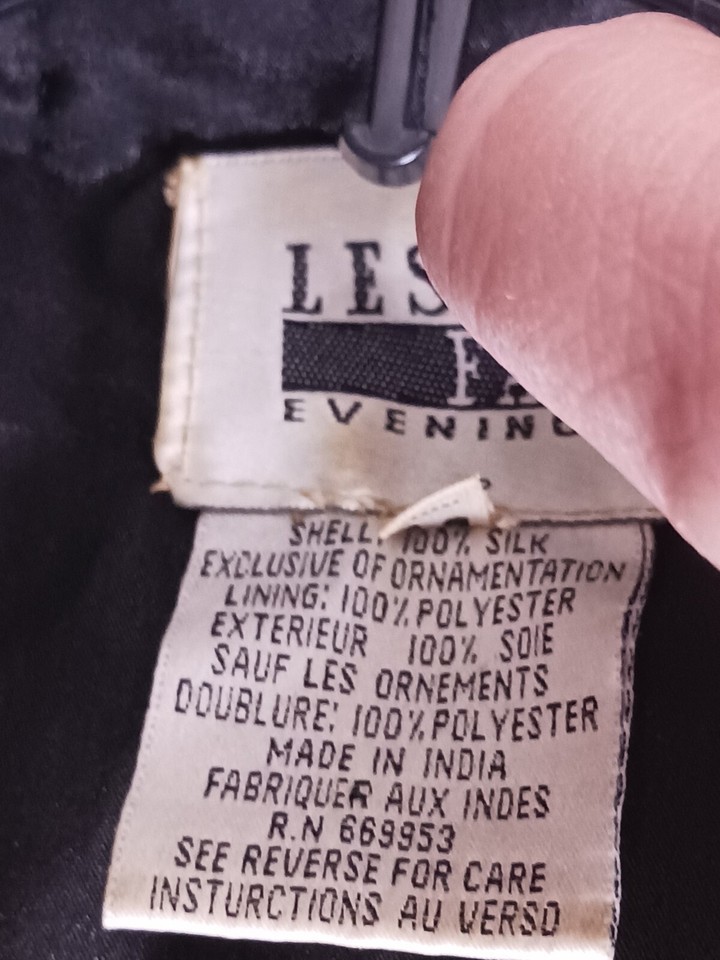 LES
FA
EVENING
SHELL: 100% SILK
EXCLUSIVE OF ORNAMENTATION
LINING: 100% POLYESTER
EXTERIEUR 100% SOIE
SAUF LES ORNEMENTS
DOUBLURE: 100% POLYESTER
MADE IN INDIA
FABRIQUER AUX INDES
R.N 669953
SEE REVERSE FOR CARE
INSTURCTIONS AU VERSO